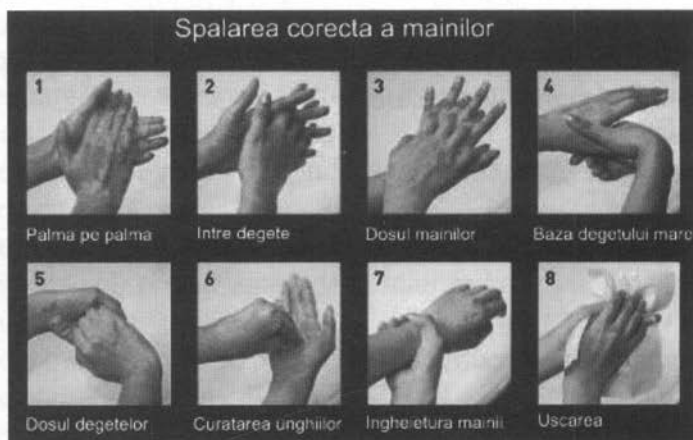 Spalarea corecta a mainilor
1
2
3
4
Palma pe palma
Intre degete
Dosul mainilor
Baza degetului mare
5
6
7
8
Dosul degetelor
Curatarea unghiilor
Incheietura mainii
Uscarea